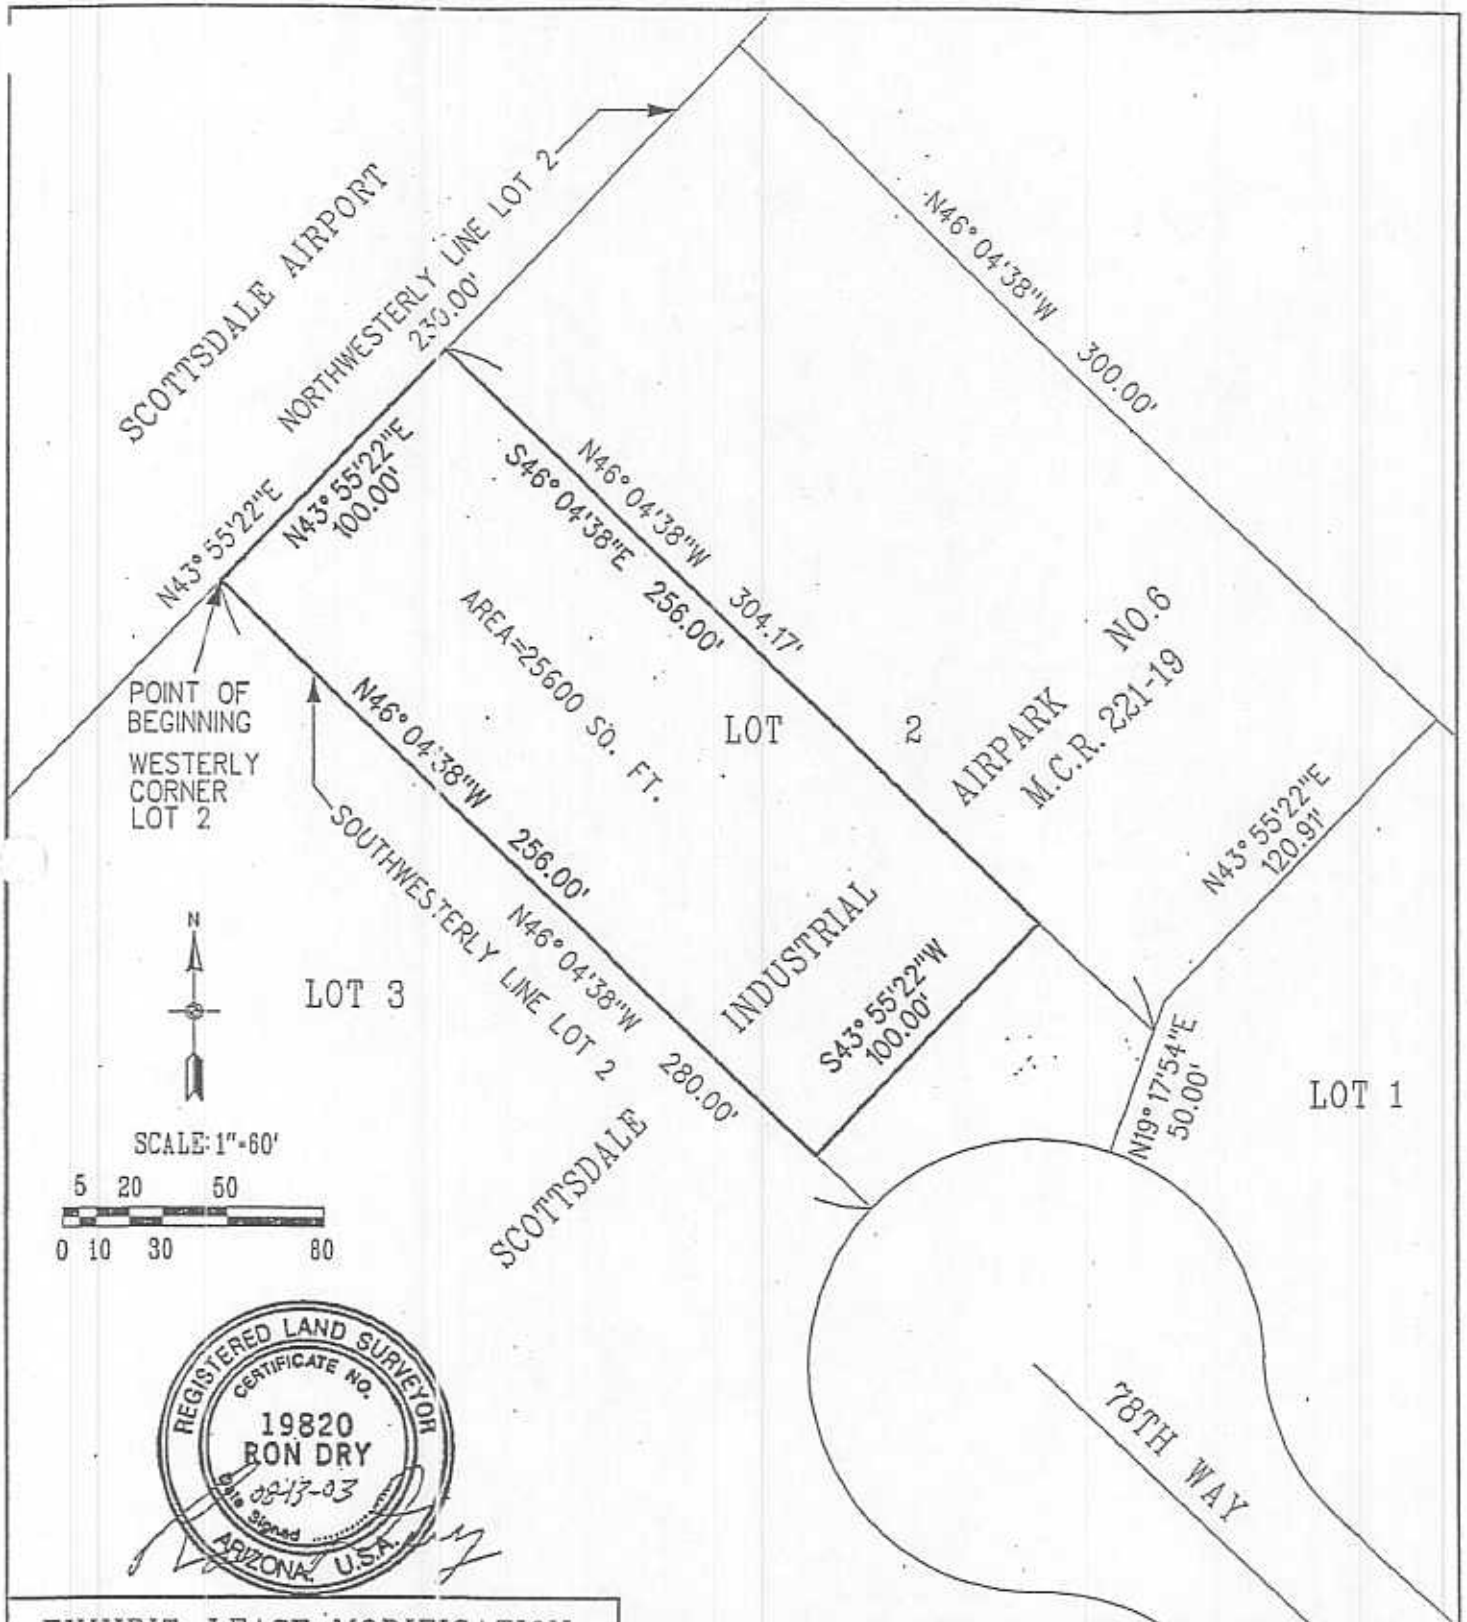 SCOTTSDALE AIRPORT
NORTHWESTERLY LINE LOT 2
230.00'
N43°55'22"E
N43°55'22"E
100.00'
N46°04'38"W 300.00'
N46°04'38"W 304.17'
S46°04'38"E 256.00'
AREA=25600 SQ. FT.
LOT 2
AIRPARK NO.6
M.C.R. 221-19
POINT OF
BEGINNING
WESTERLY
CORNER
LOT 2
N46°04'38"W 256.00'
SOUTHWESTERLY LINE LOT 2
N46°04'38"W 280.00'
INDUSTRIAL
S43°55'22"W
100.00'
N43°55'22"E
120.91'
N19°17'54"E
50.00'
LOT 1
LOT 3
SCOTTSDALE
N
SCALE: 1"=60'
5 20 50
0 10 30 80
78TH WAY
REGISTERED LAND SURVEYOR
CERTIFICATE NO.
19820
RON DRY
Date Signed
ARIZONA, U.S.A.
EXHIBIT LEASE MODIFICATION